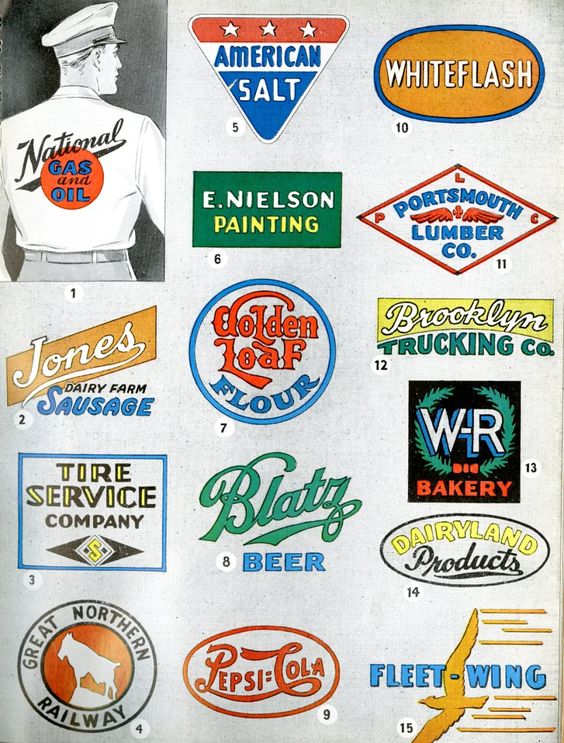 National
GAS
and
OIL
1
Jones
DAIRY FARM
SAUSAGE
2
TIRE
SERVICE
COMPANY
S
3
GREAT NORTHERN
RAILWAY
4
AMERICAN
SALT
5
E. NIELSON
PAINTING
6
Golden
Loaf
FLOUR
7
Blatz
BEER
8
PEPSI=COLA
9
WHITEFLASH
10
L
P C
PORTSMOUTH
LUMBER
CO.
11
Brooklyn
TRUCKING CO.
12
W-R
BAKERY
13
DAIRYLAND
Products
14
FLEET-WING
15